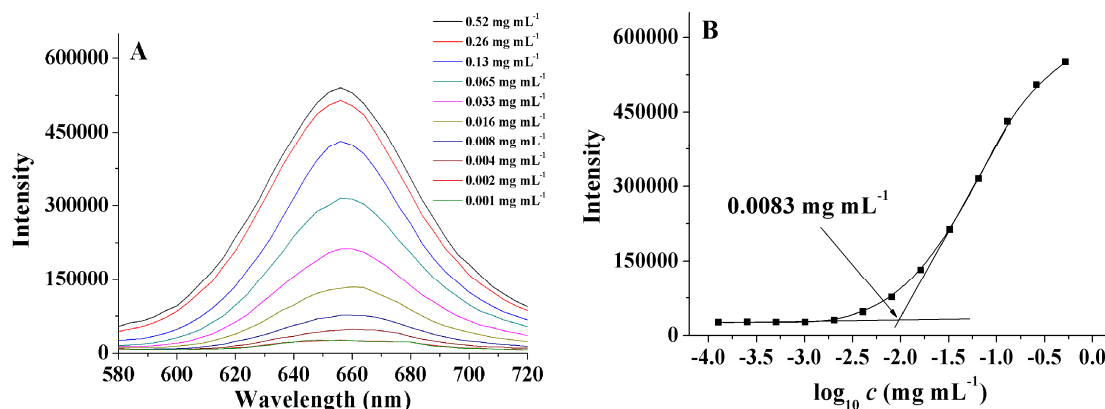 A
0.52 mg mL⁻¹
0.26 mg mL⁻¹
0.13 mg mL⁻¹
0.065 mg mL⁻¹
0.033 mg mL⁻¹
0.016 mg mL⁻¹
0.008 mg mL⁻¹
0.004 mg mL⁻¹
0.002 mg mL⁻¹
0.001 mg mL⁻¹
600000
450000
300000
150000
0
Intensity
580 600 620 640 660 680 700 720
Wavelength (nm)
B
600000
450000
300000
150000
0
Intensity
0.0083 mg mL⁻¹
-4.0 -3.5 -3.0 -2.5 -2.0 -1.5 -1.0 -0.5 0.0
log₁₀ c (mg mL⁻¹)